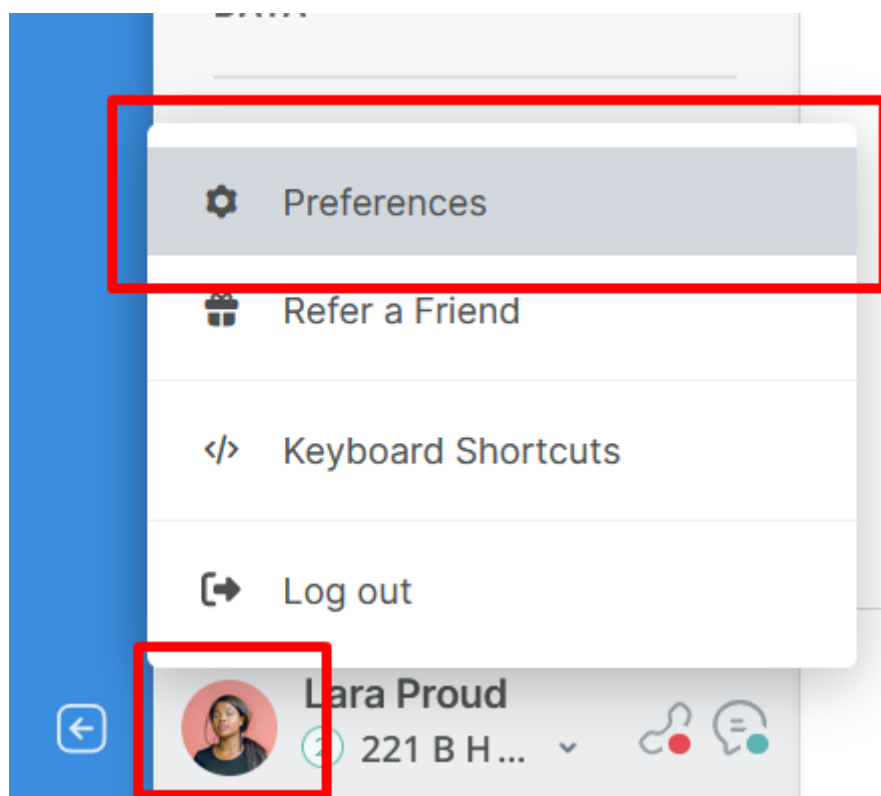 Preferences
Refer a Friend
Keyboard Shortcuts
Log out
Lara Proud
2 221 B H ...